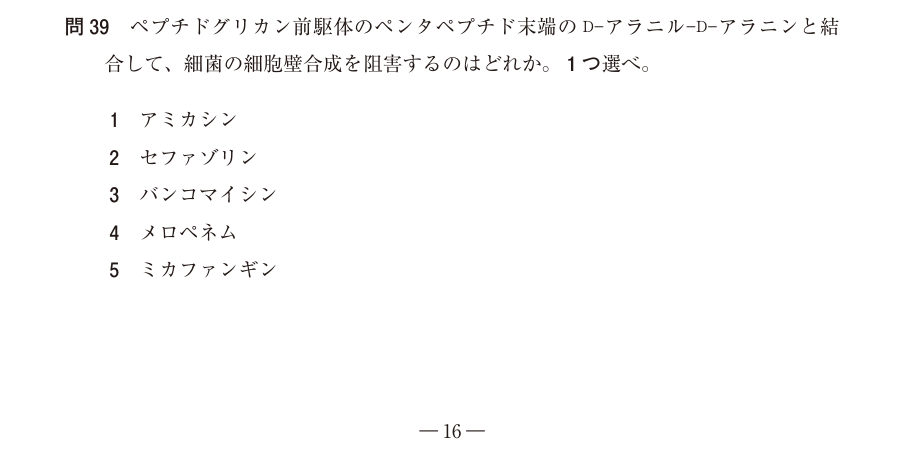 問 39 ペプチドグリカン前駆体のペンタペプチド末端の D-アラニル-D-アラニンと結
合して、細菌の細胞壁合成を阻害するのはどれか。1つ選べ。
1 アミカシン
2 セファゾリン
3 バンコマイシン
4 メロペネム
5 ミカファンギン
— 16 —